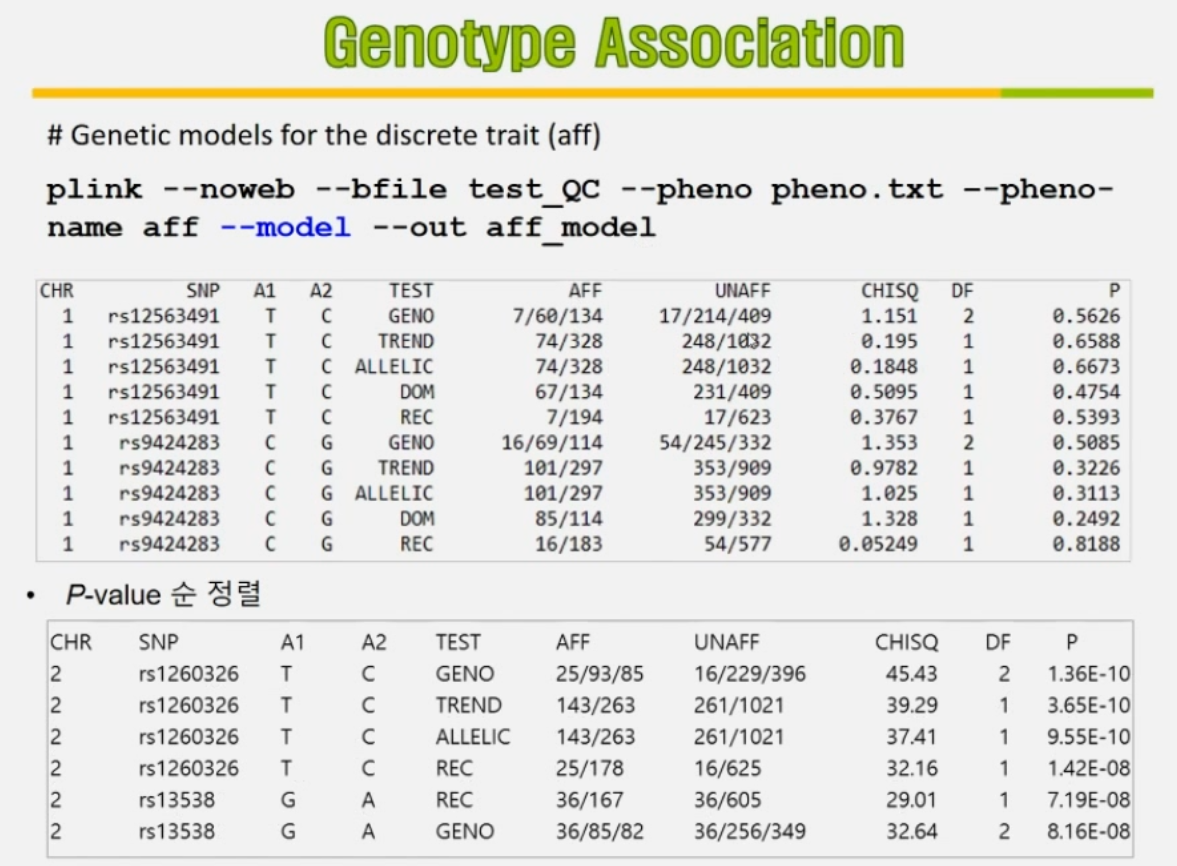 Genotype Association
# Genetic models for the discrete trait (aff)
plink --noweb --bfile test_QC --pheno pheno.txt –-pheno-
name aff --model --out aff_model
CHR SNP A1 A2 TEST AFF UNAFF CHISQ DF P
1 rs12563491 T C GENO 7/60/134 17/214/409 1.151 2 0.5626
1 rs12563491 T C TREND 74/328 248/1032 0.195 1 0.6588
1 rs12563491 T C ALLELIC 74/328 248/1032 0.1848 1 0.6673
1 rs12563491 T C DOM 67/134 231/409 0.5095 1 0.4754
1 rs12563491 T C REC 7/194 17/623 0.3767 1 0.5393
1 rs9424283 C G GENO 16/69/114 54/245/332 1.353 2 0.5085
1 rs9424283 C G TREND 101/297 353/909 0.9782 1 0.3226
1 rs9424283 C G ALLELIC 101/297 353/909 1.025 1 0.3113
1 rs9424283 C G DOM 85/114 299/332 1.328 1 0.2492
1 rs9424283 C G REC 16/183 54/577 0.05249 1 0.8188
• P-value 순 정렬
CHR SNP A1 A2 TEST AFF UNAFF CHISQ DF P
2 rs1260326 T C GENO 25/93/85 16/229/396 45.43 2 1.36E-10
2 rs1260326 T C TREND 143/263 261/1021 39.29 1 3.65E-10
2 rs1260326 T C ALLELIC 143/263 261/1021 37.41 1 9.55E-10
2 rs1260326 T C REC 25/178 16/625 32.16 1 1.42E-08
2 rs13538 G A REC 36/167 36/605 29.01 1 7.19E-08
2 rs13538 G A GENO 36/85/82 36/256/349 32.64 2 8.16E-08